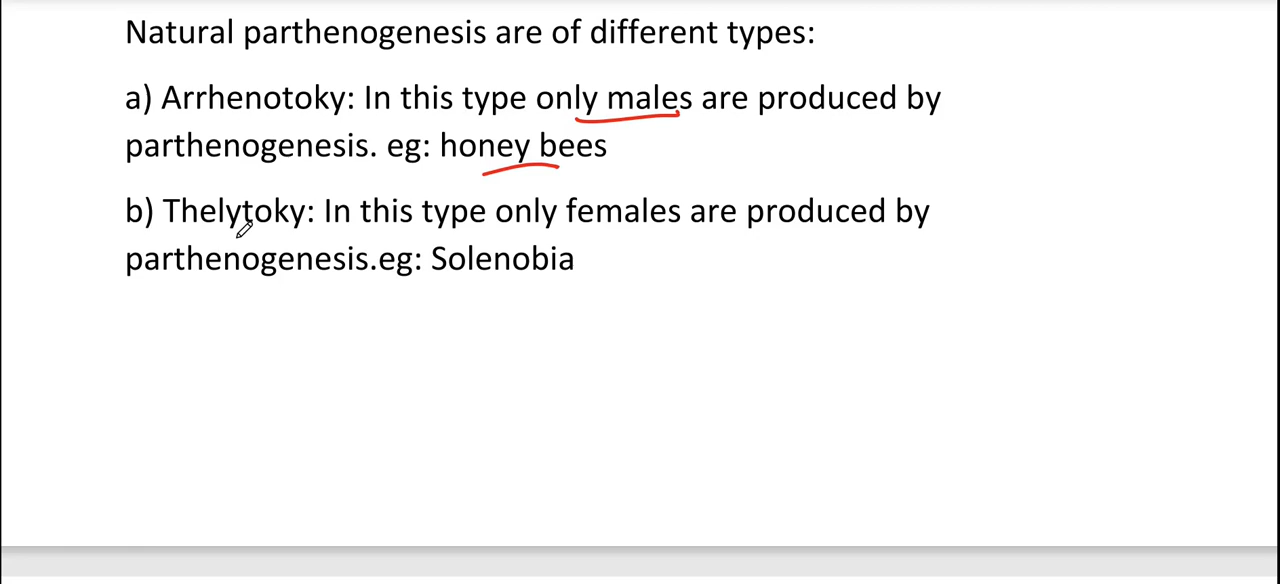 Natural parthenogenesis are of different types:
a) Arrhenotoky: In this type only males are produced by
parthenogenesis. eg: honey bees
b) Thelytoky: In this type only females are produced by
parthenogenesis.eg: Solenobia